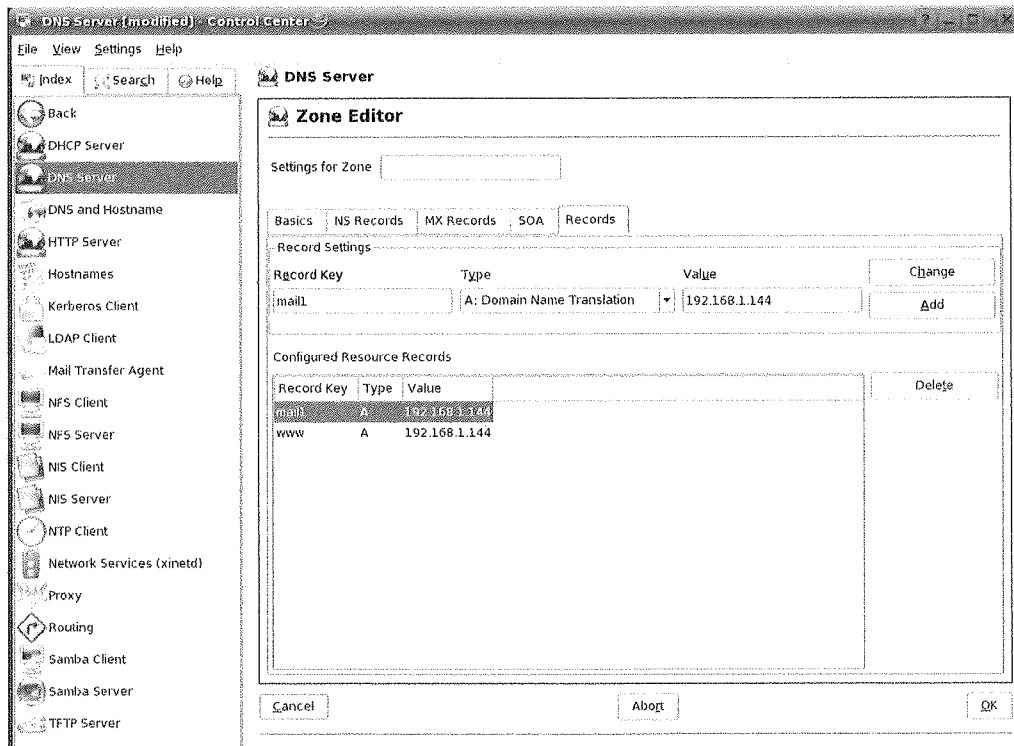 DNS Server [modified] - Control Center
File View Settings Help
Index Search Help
Back
DHCP Server
DNS Server
DNS and Hostname
HTTP Server
Hostnames
Kerberos Client
LDAP Client
Mail Transfer Agent
NFS Client
NFS Server
NIS Client
NIS Server
NTP Client
Network Services (xinetd)
Proxy
Routing
Samba Client
Samba Server
TFTP Server
DNS Server
Zone Editor
Settings for Zone
Basics NS Records MX Records SOA Records
Record Settings
Record Key Type Value
mail1 A: Domain Name Translation 192.168.1.144
Change
Add
Configured Resource Records
Record Key Type Value
mail1 A 192.168.1.144
www A 192.168.1.144
Delete
Cancel Abort OK